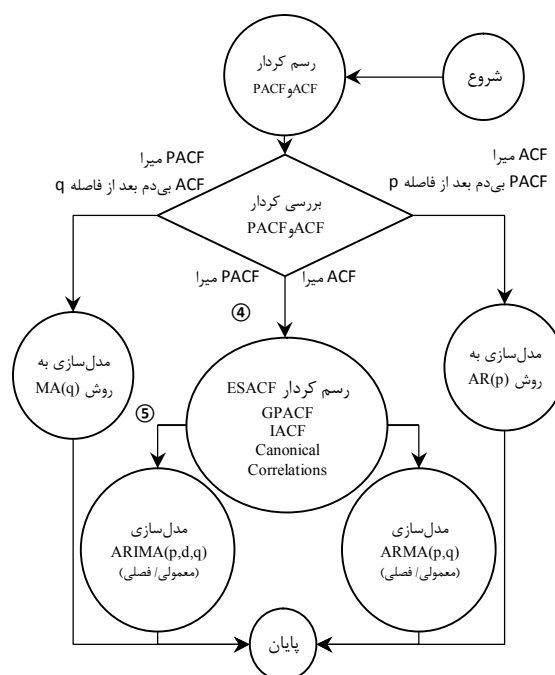 شروع
رسم کردار
ACFوPACF
ACF میرا
PACF بی‌دم بعد از فاصله p
PACF میرا
ACF بی‌دم بعد از فاصله q
بررسی کردار
ACFوPACF
ACF میرا
PACF میرا
④
مدل‌سازی به
روش AR(p)
مدل‌سازی به
روش MA(q)
رسم کردار ESACF
GPACF
IACF
Canonical
Correlations
⑤
مدل‌سازی
ARMA(p,q)
(معمولی/ فصلی)
مدل‌سازی
ARIMA(p,d,q)
(معمولی/ فصلی)
پایان